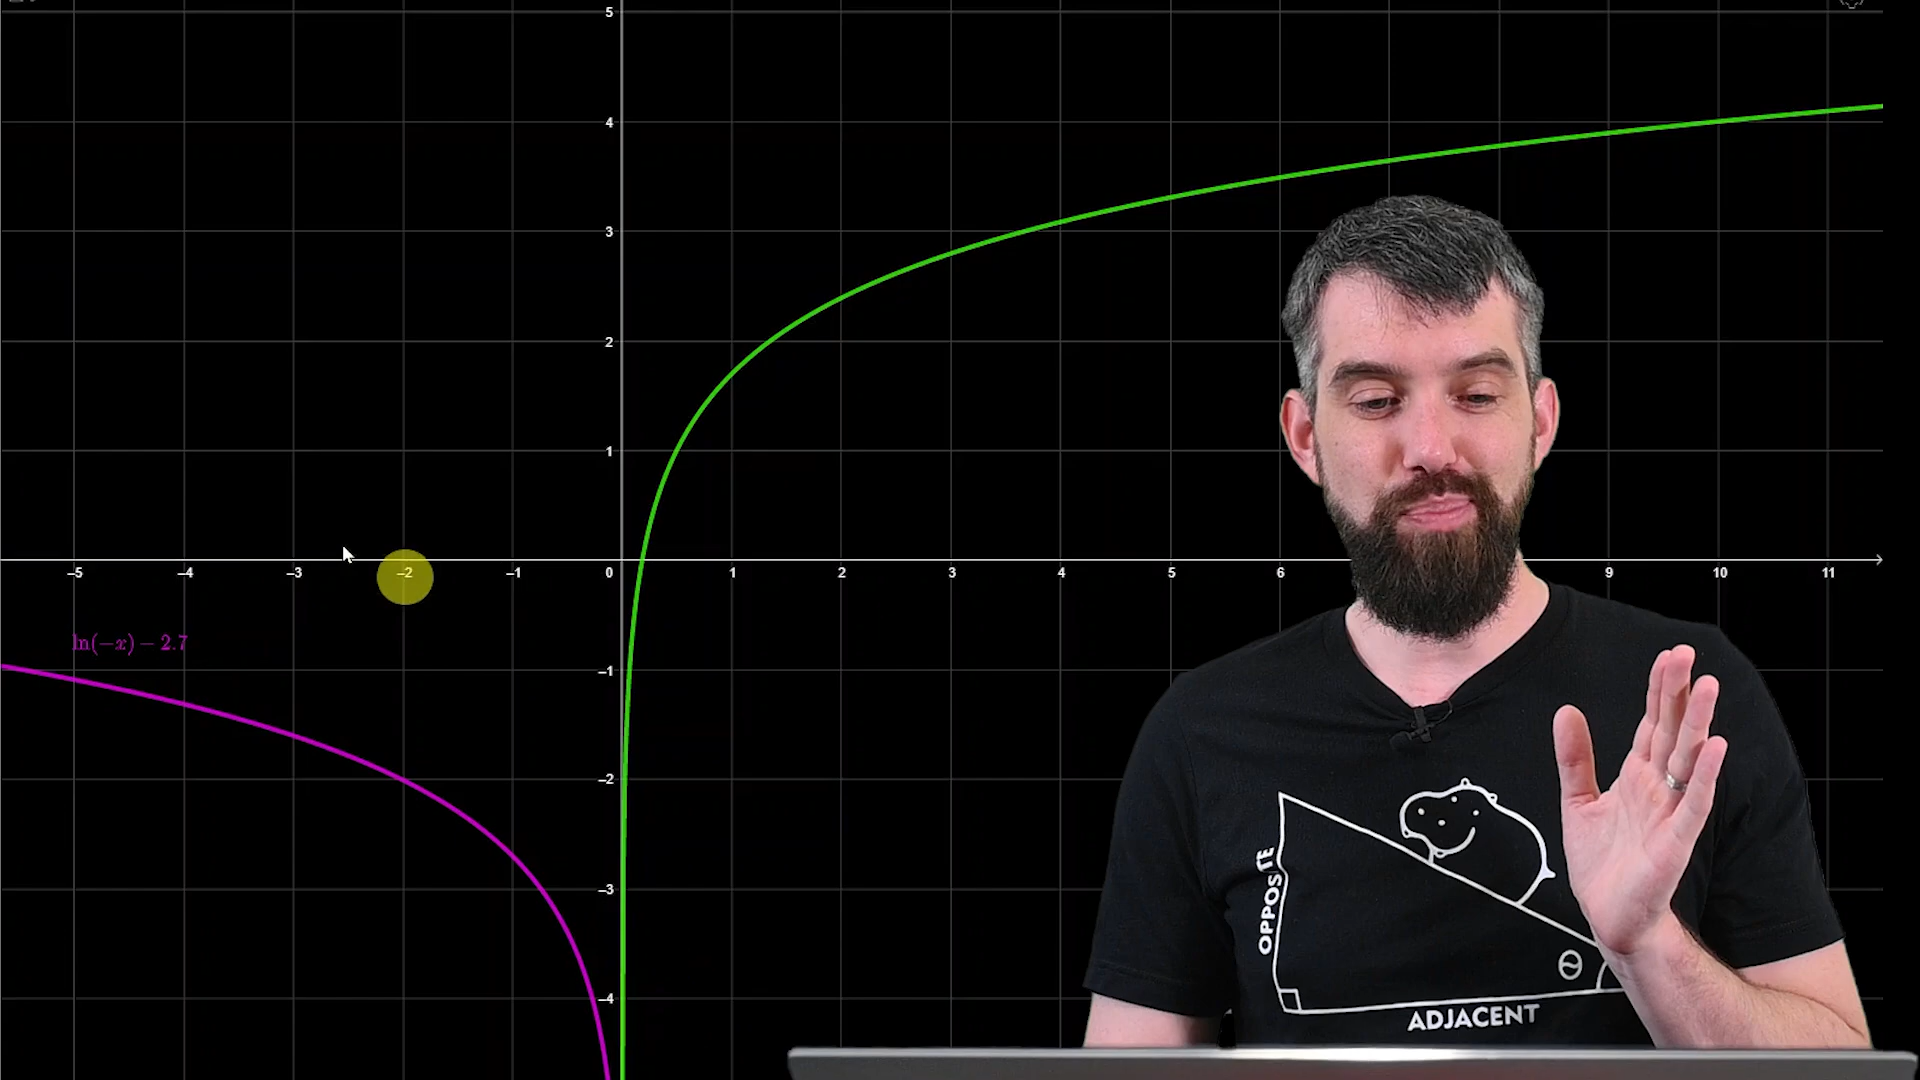 5
4
3
2
1
–5 –4 –3 –2 –1 0 1 2 3 4 5 6 9 10 11
ln(−x) − 2.7
–1
–2
–3
–4
OPPOSITE
θ
ADJACENT